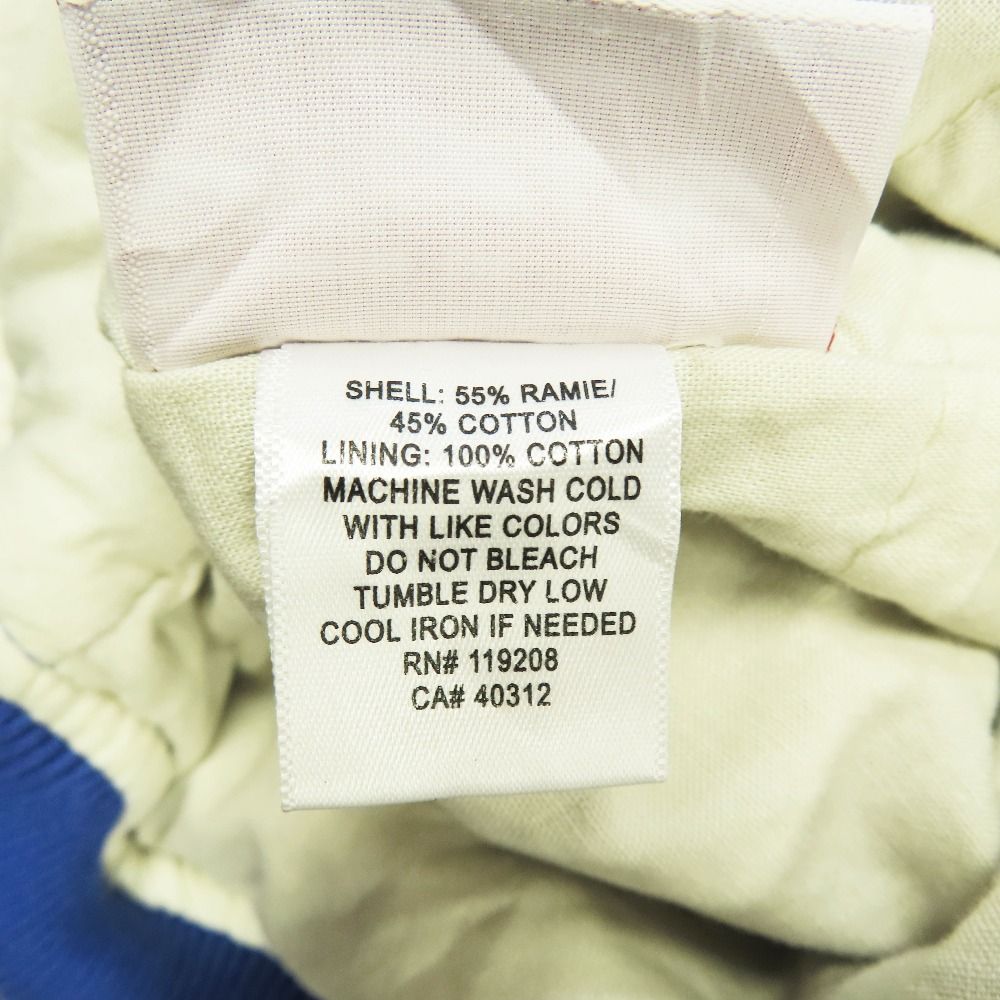 SHELL: 55% RAMIE/
45% COTTON
LINING: 100% COTTON
MACHINE WASH COLD
WITH LIKE COLORS
DO NOT BLEACH
TUMBLE DRY LOW
COOL IRON IF NEEDED
RN# 119208
CA# 40312